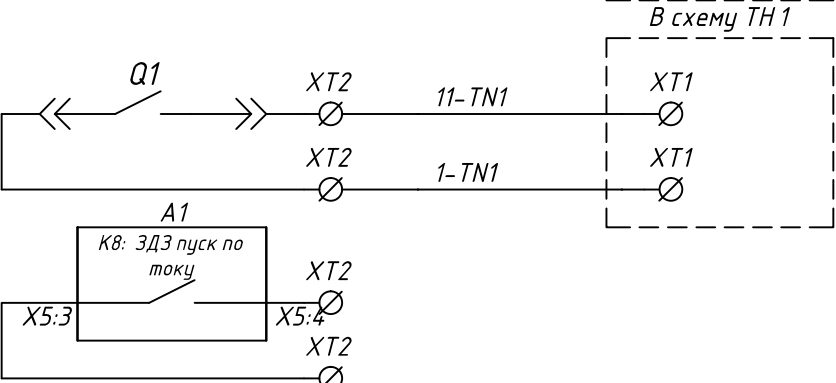 В схему ТН 1
Q1
XT2
11-TN1
XT1
XT2
1-TN1
XT1
A1
К8: ЗДЗ пуск по
току
XT2
X5:3
X5:4
XT2